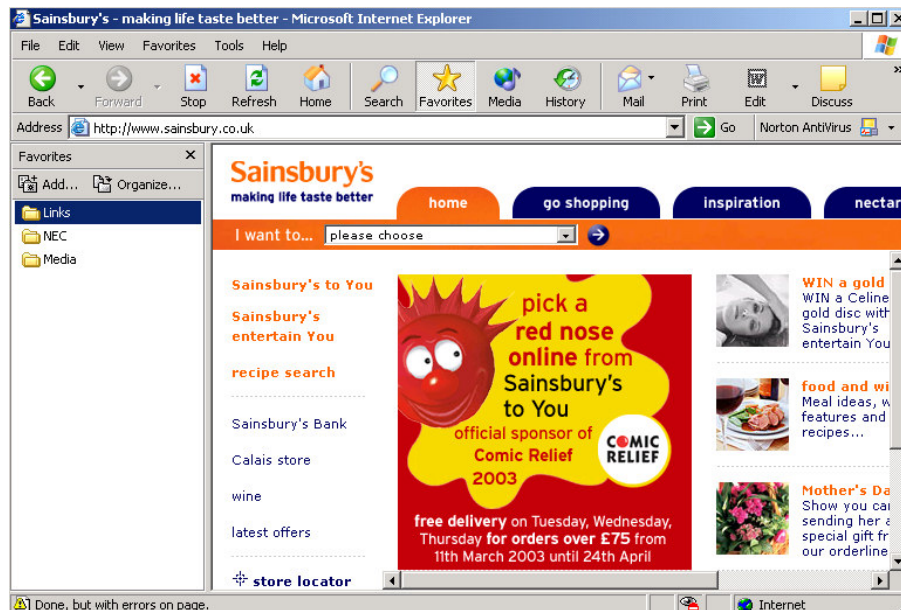 Sainsbury's - making life taste better - Microsoft Internet Explorer
File Edit View Favorites Tools Help
Back Forward Stop Refresh Home Search Favorites Media History Mail Print Edit Discuss
Address http://www.sainsbury.co.uk Go Norton AntiVirus
Favorites
Add... Organize...
Links
NEC
Media
Sainsbury's
making life taste better
home go shopping inspiration nectar
I want to... please choose
Sainsbury's to You
Sainsbury's
entertain You
recipe search
Sainsbury's Bank
Calais store
wine
latest offers
store locator
pick a
red nose
online from
Sainsbury's
to You
official sponsor of
Comic Relief
2003
COMIC
RELIEF
free delivery on Tuesday, Wednesday,
Thursday for orders over £75 from
11th March 2003 until 24th April
WIN a gold
WIN a Celine
gold disc with
Sainsbury's
entertain You
food and wi
Meal ideas, w
features and
recipes...
Mother's Da
Show you car
sending her a
special gift fr
our orderline
Done, but with errors on page. Internet